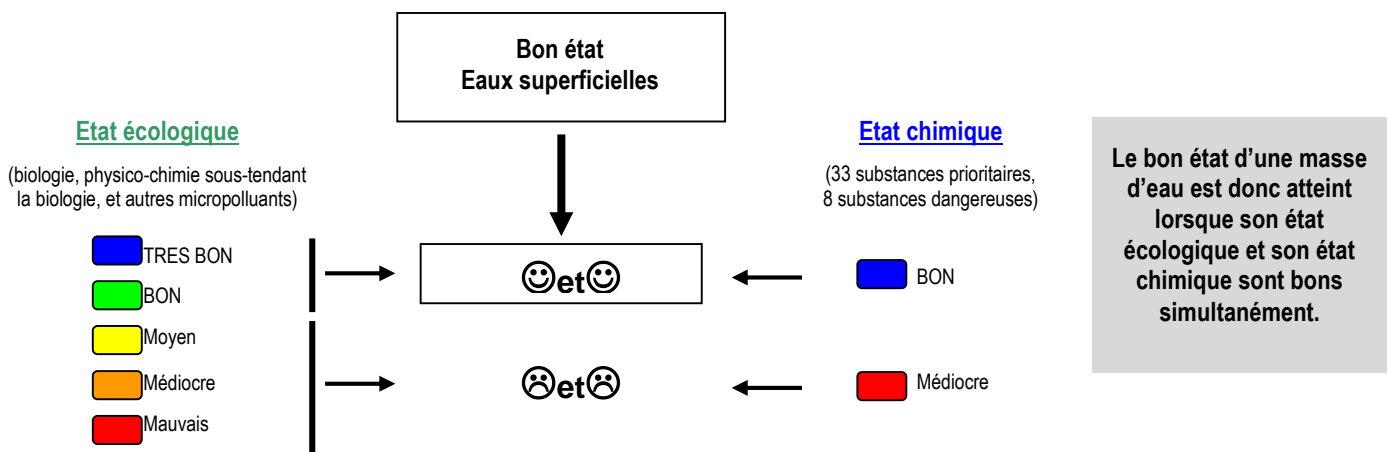 Bon état
Eaux superficielles
Etat écologique
(biologie, physico-chimie sous-tendant
la biologie, et autres micropolluants)
TRES BON
BON
Moyen
Médiocre
Mauvais
et
et
Etat chimique
(33 substances prioritaires,
8 substances dangereuses)
BON
Médiocre
Le bon état d’une masse
d’eau est donc atteint
lorsque son état
écologique et son état
chimique sont bons
simultanément.